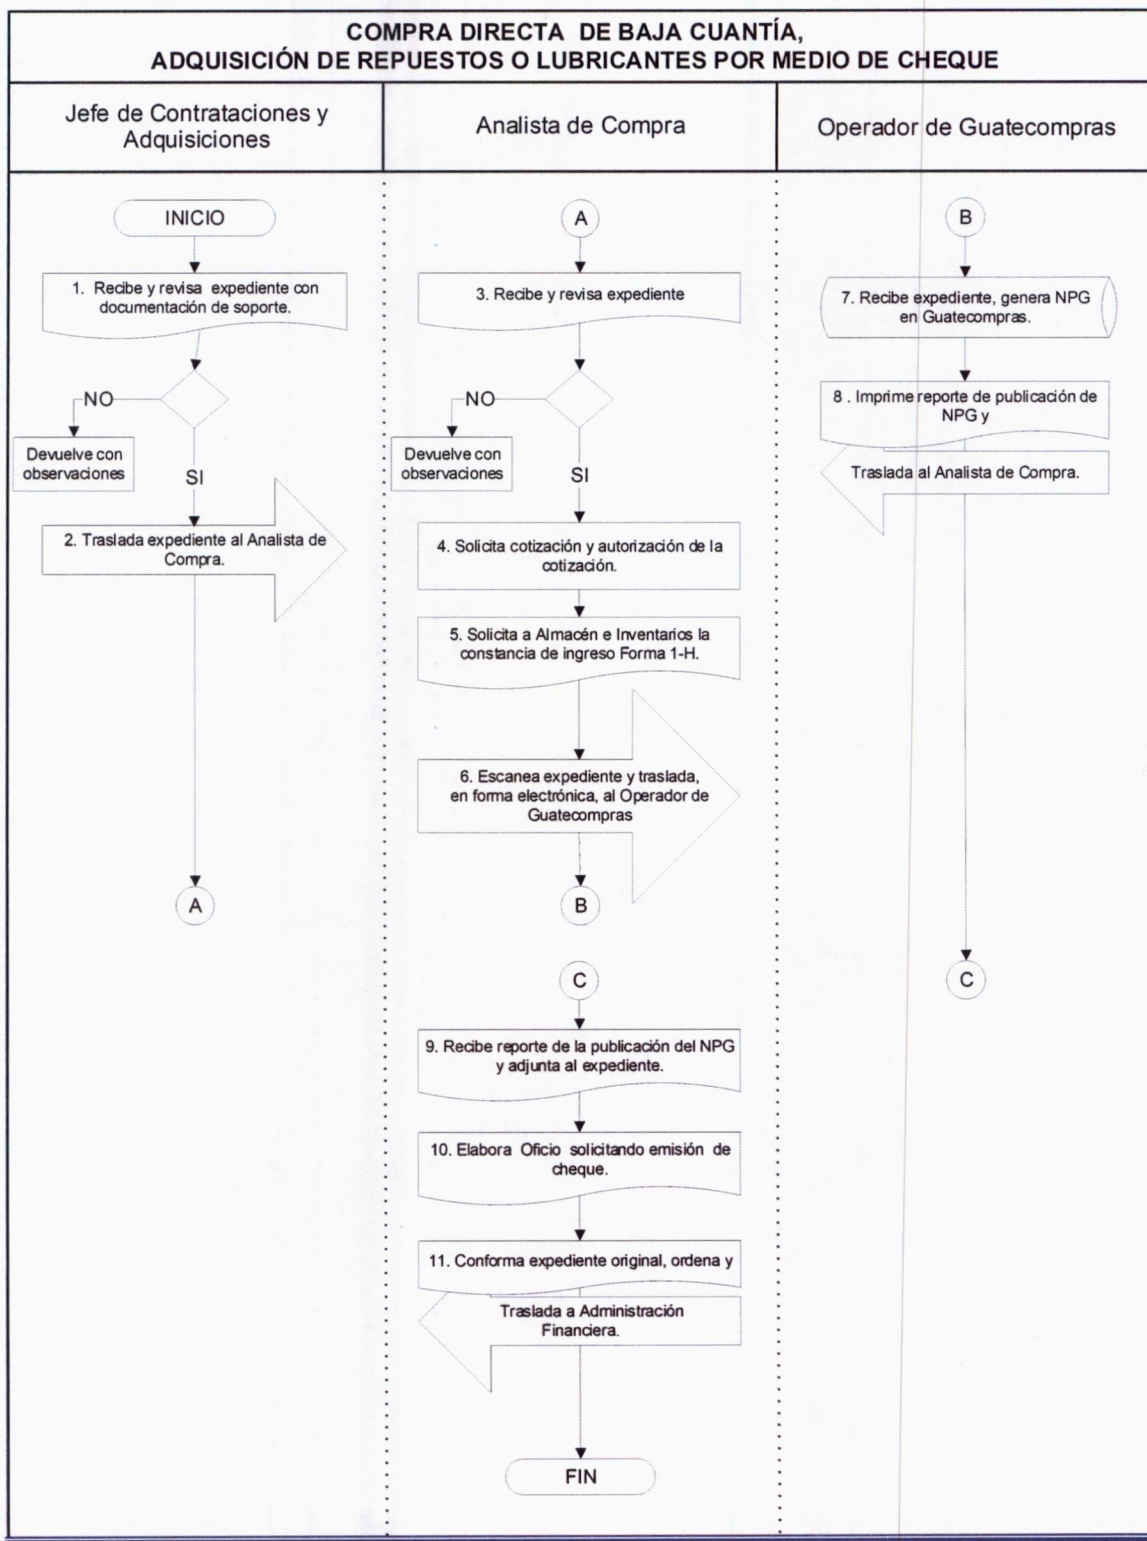 COMPRA DIRECTA DE BAJA CUANTÍA,
ADQUISICIÓN DE REPUESTOS O LUBRICANTES POR MEDIO DE CHEQUE
Jefe de Contrataciones y
Adquisiciones
Analista de Compra
Operador de Guatecompras
INICIO
1. Recibe y revisa expediente con
documentación de soporte.
NO
Devuelve con
observaciones
SI
2. Traslada expediente al Analista de
Compra.
A
A
3. Recibe y revisa expediente
NO
Devuelve con
observaciones
SI
4. Solicita cotización y autorización de la
cotización.
5. Solicita a Almacén e Inventarios la
constancia de ingreso Forma 1-H.
6. Escanea expediente y traslada,
en forma electrónica, al Operador de
Guatecompras
B
B
7. Recibe expediente, genera NPG
en Guatecompras.
8 . Imprime reporte de publicación de
NPG y
Traslada al Analista de Compra.
C
C
9. Recibe reporte de la publicación del NPG
y adjunta al expediente.
10. Elabora Oficio solicitando emisión de
cheque.
11. Conforma expediente original, ordena y
Traslada a Administración
Financiera.
FIN